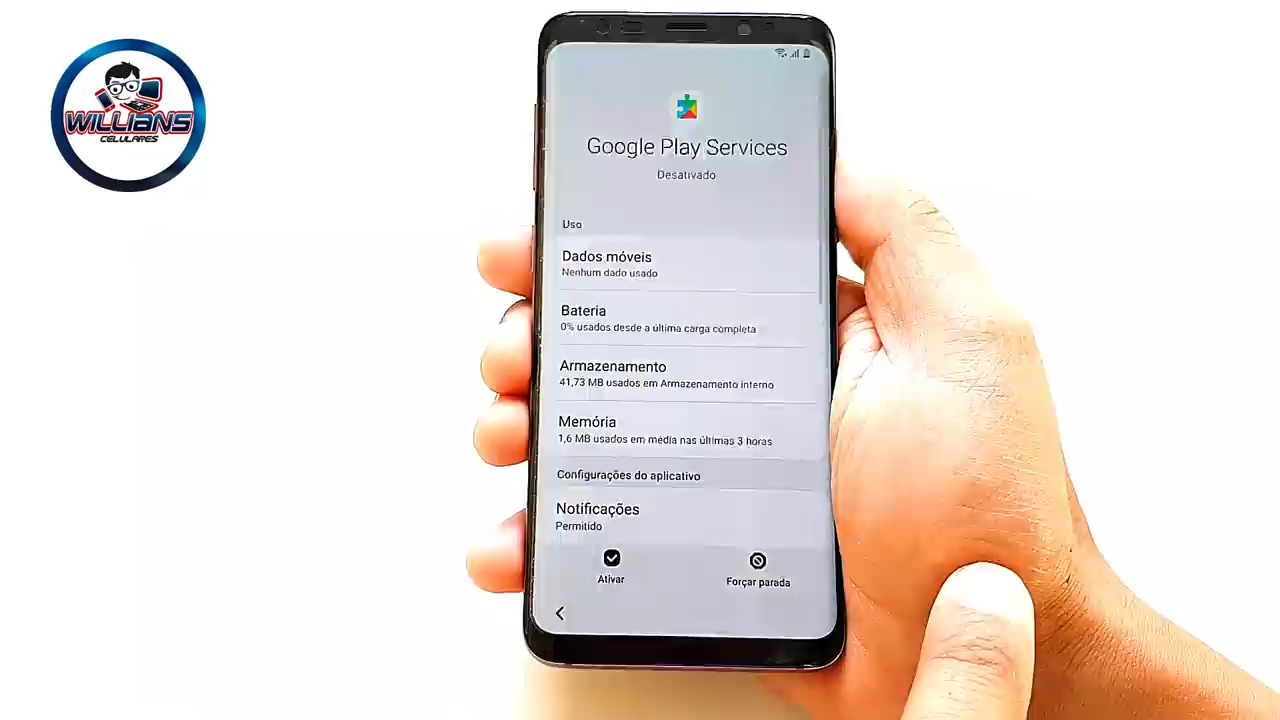 WILLIANS
CELULARES
Google Play Services
Desativado
Uso
Dados móveis
Nenhum dado usado
Bateria
0% usados desde a última carga completa
Armazenamento
41,73 MB usados em Armazenamento interno
Memória
1,6 MB usados em média nas últimas 3 horas
Configurações do aplicativo
Notificações
Permitido
Ativar
Forçar parada